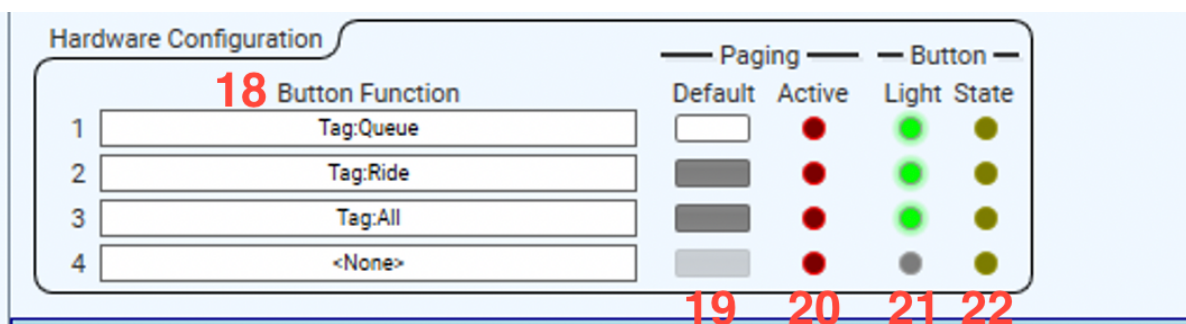 Hardware Configuration
Paging Button
18 Button Function Default Active Light State
1 Tag:Queue
2 Tag:Ride
3 Tag:All
4 <None>
19 20 21 22